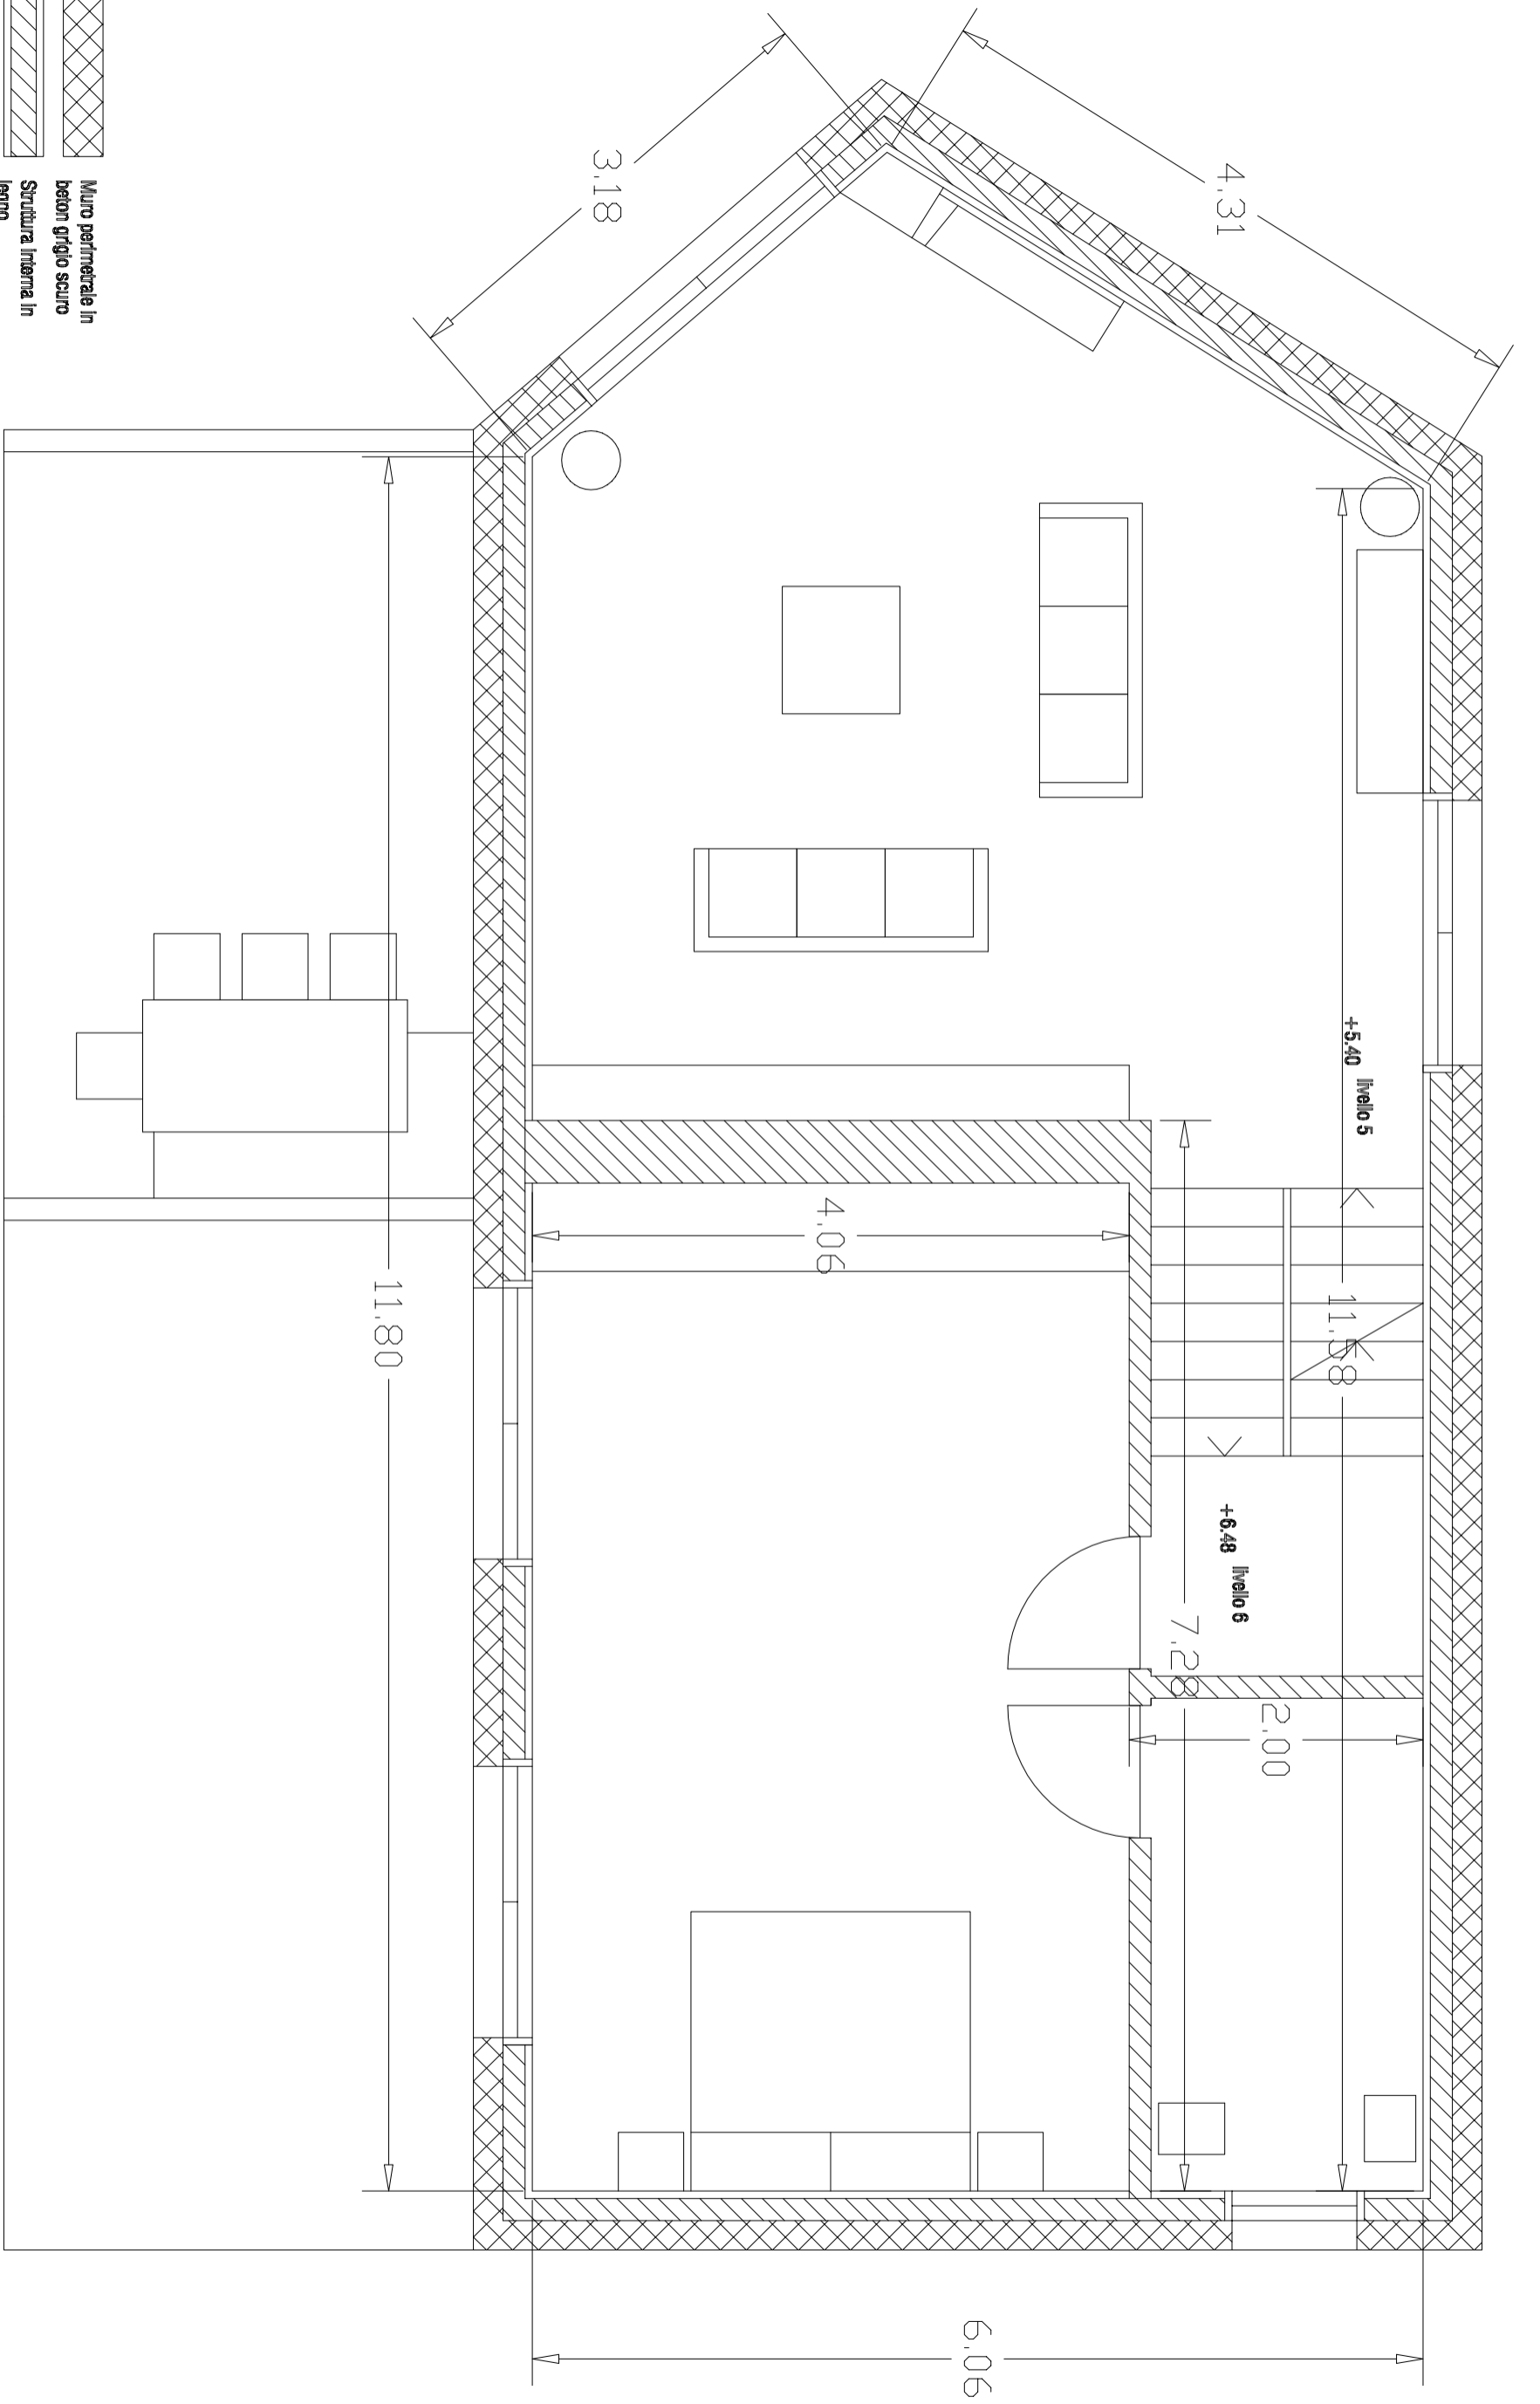 4.31
3.18
+5.40 livello 5
11.58
4.06
11.80
+6.48 livello 6
7.28
2.00
6.06
Muro perimetrale in
beton grigio scuro
Struttura interna in
legno